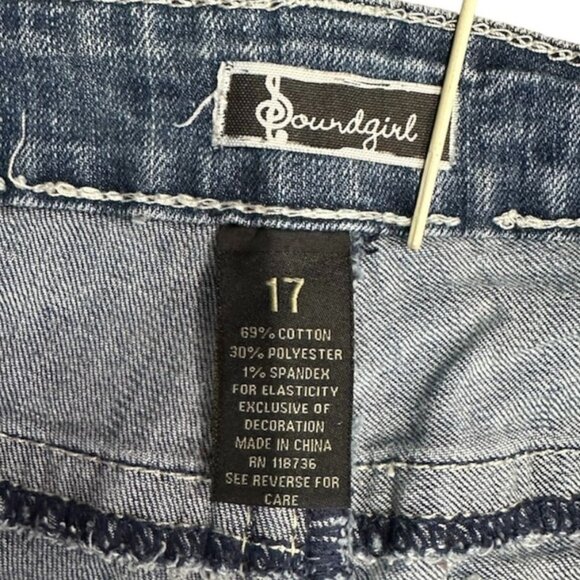 Soundgirl
17
69% COTTON
30% POLYESTER
1% SPANDEX
FOR ELASTICITY
EXCLUSIVE OF
DECORATION
MADE IN CHINA
RN 118736
SEE REVERSE FOR
CARE